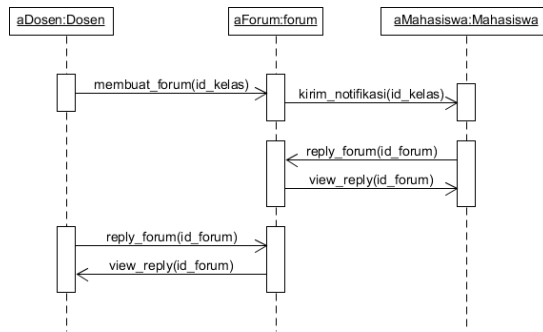 aDosen:Dosen
aForum:forum
aMahasiswa:Mahasiswa
membuat_forum(id_kelas)
kirim_notifikasi(id_kelas)
reply_forum(id_forum)
view_reply(id_forum)
reply_forum(id_forum)
view_reply(id_forum)